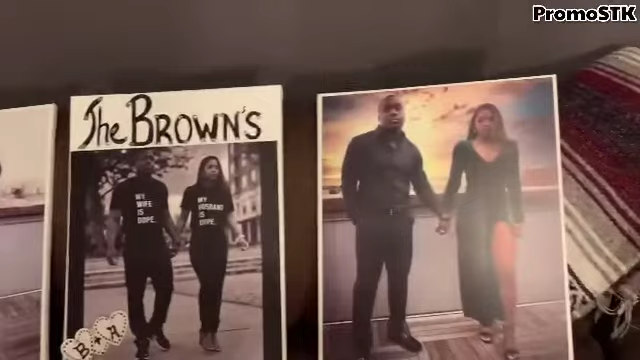 PromoSTK
The BROWN'S
MY
WIFE
IS
DOPE.
MY
HUSBAND
IS
DOPE.
B + A